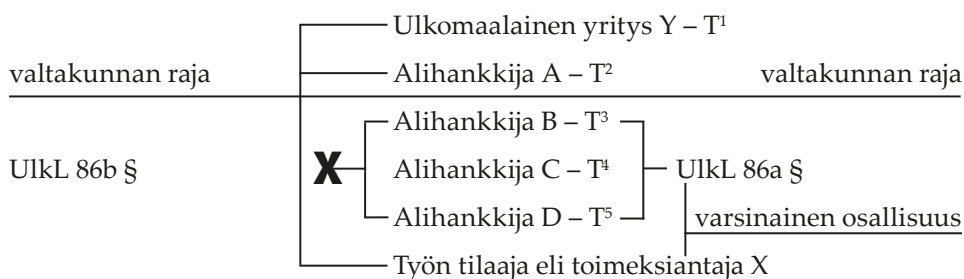 Ulkomaalainen yritys Y – T¹
valtakunnan raja Alihankkija A – T² valtakunnan raja
Alihankkija B – T³
UlkL 86b § X Alihankkija C – T⁴ UlkL 86a §
Alihankkija D – T⁵ varsinainen osallisuus
Työn tilaaja eli toimeksiantaja X